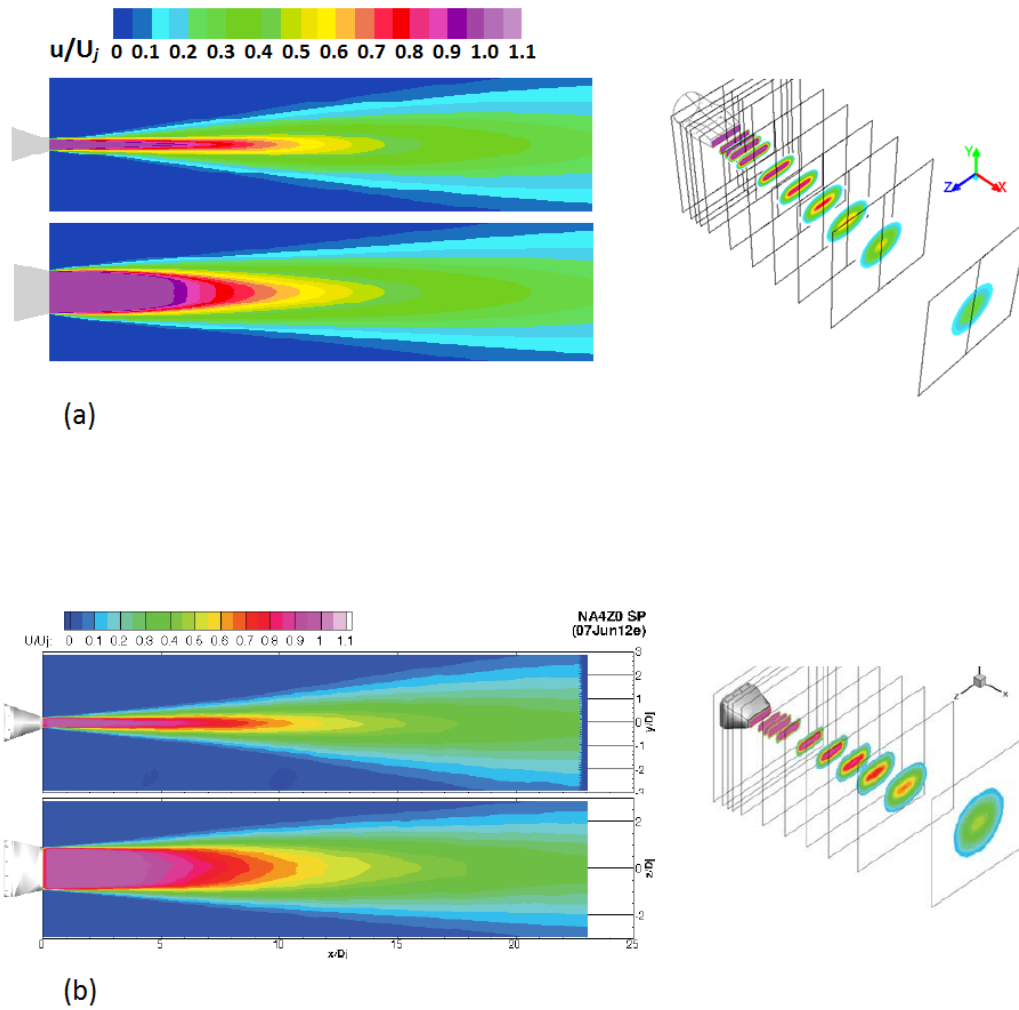 u/Uj 0 0.1 0.2 0.3 0.4 0.5 0.6 0.7 0.8 0.9 1.0 1.1
Y
Z
X
(a)
U/Uj: 0 0.1 0.2 0.3 0.4 0.5 0.6 0.7 0.8 0.9 1 1.1
NA4Z0 SP
(07Jun12e)
3
2
1
0
-1
-2
-3
y/Dj
2
0
-2
z/Dj
0 5 10 15 20 25
x/Dj
z
x
(b)